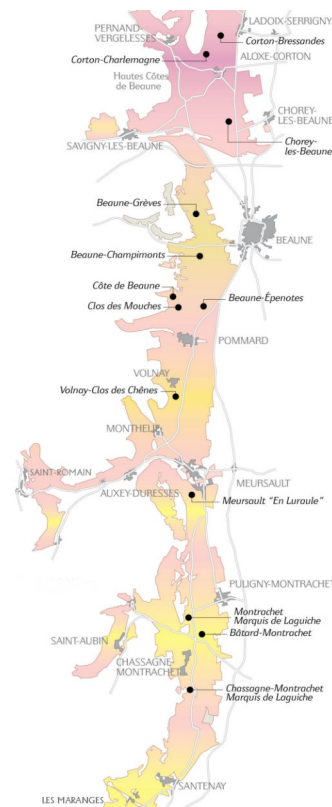 PERNAND-
VERGELESSES
LADOIX-SERRIGNY
Corton-Bressandes
Corton-Charlemagne
ALOXE-CORTON
Hautes Côtes
de Beaune
CHOREY
LES-BEAUNE
SAVIGNY-LES-BEAUNE
Chorey-
les-Beaune
Beaune-Grèves
BEAUNE
Beaune-Champimonts
Côte de Beaune
Clos des Mouches
Beaune-Épenotes
POMMARD
VOLNAY
Volnay-Clos des Chênes
MONTHELIE
SAINT-ROMAIN
MEURSAULT
AUXEY-DURESSES
Meursault "En Luraule"
PULIGNY-MONTRACHET
Montrachet
Marquis de Laguiche
Bâtard-Montrachet
SAINT-AUBIN
CHASSAGNE-
MONTRACHET
Chassagne-Montrachet
Marquis de Laguiche
SANTENAY
LES MARANGES